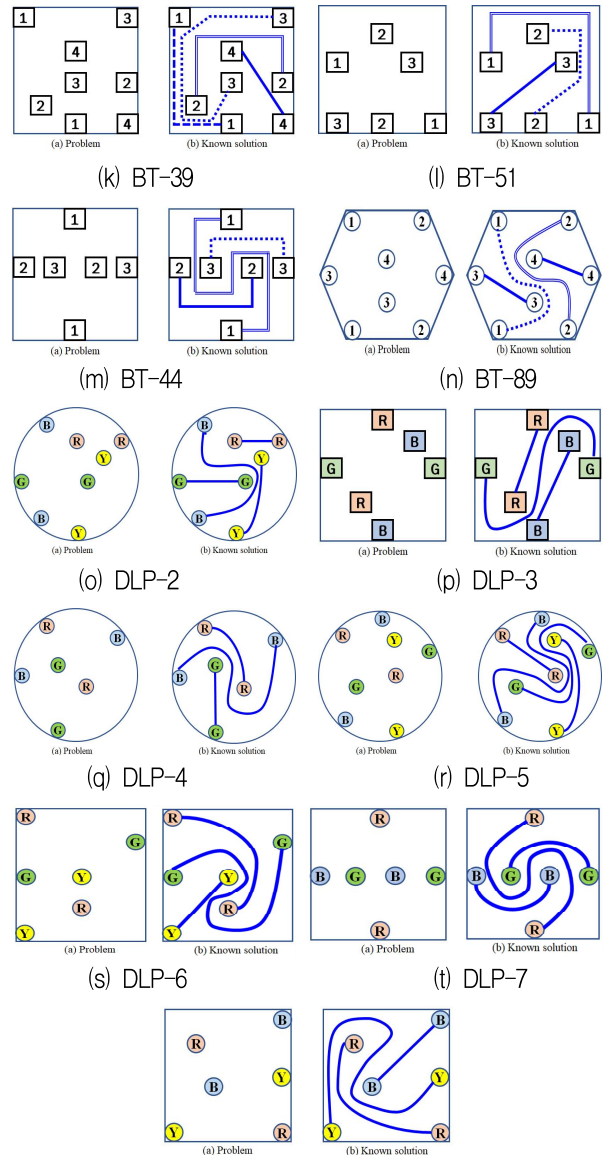 1 3
4
3 2
2
1 4
(a) Problem
1 3
4
3 2
2
1 4
(b) Known solution
(k) BT-39
2
1 3
3 2 1
(a) Problem
2
1 3
3 2 1
(b) Known solution
(l) BT-51
1
2 3 2 3
1
(a) Problem
1
2 3 2 3
1
(b) Known solution
(m) BT-44
1 2
4
3 4
3
1 2
(a) Problem
1 2
4
3 4
3
1 2
(b) Known solution
(n) BT-89
B
R R
Y
G G
B
Y
(a) Problem
B
R R
Y
G G
B
Y
(b) Known solution
(o) DLP-2
R
B
G G
R
B
(a) Problem
R
B
G G
R
B
(b) Known solution
(p) DLP-3
R
B
G
B
R
G
(a) Problem
R
B
G
B
R
G
(b) Known solution
(q) DLP-4
B
R Y
G
R
G
B
Y
(a) Problem
B
R Y
G
R
G
B
Y
(b) Known solution
(r) DLP-5
R
G
G Y
R
Y
(a) Problem
R
G
G Y
R
Y
(b) Known solution
(s) DLP-6
R
B G B G
R
(a) Problem
R
B G B G
R
(b) Known solution
(t) DLP-7
B
R
Y
B
Y R
(a) Problem
B
R
Y
B
Y R
(b) Known solution